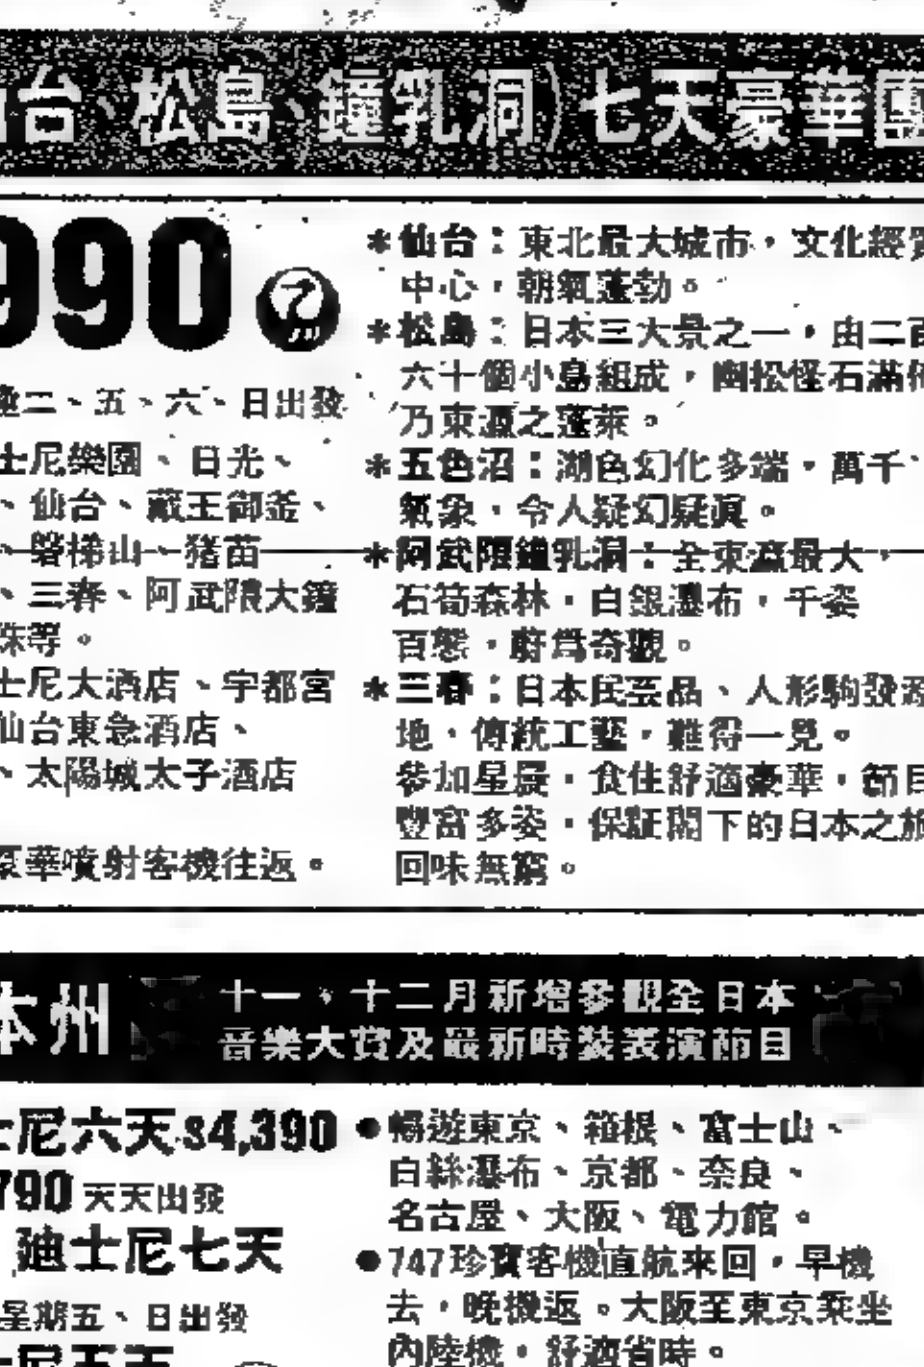 台、松島、鐘乳洞)七天豪華團
990
二、五、六、日出發
士尼樂園、日光、
、仙台、藏王御釜、
、磐梯山、猪苗
、三春、阿武隈大鐘
珠等。
士尼大酒店、宇都宮
仙台東急酒店、
、太陽城太子酒店
豪華噴射客機往返。
*仙台：東北最大城市，文化經
中心，朝氣蓬勃。
*松島：日本三大景之一，由二百
六十個小島組成，幽松怪石滿
乃東瀛之蓬萊。
*五色沼：湖色幻化多端，萬千
氣象，令人疑幻疑眞。
*阿武隈鐘乳洞：全東瀛最大，
石筍森林，白銀瀑布，千姿
百態，蔚爲奇觀。
*三春：日本民芸品、人形駒發源
地，傳統工藝，難得一見。
參加星晨，食住舒適豪華，節目
豐富多姿，保証閣下的日本之旅
回味無窮。
本州
十一、十二月新增參觀全日本
音樂大賞及最新時裝表演節目
士尼六天$4,390
790 天天出發
廸士尼七天
星期五、日出發
士尼五天
●暢遊東京、箱根、富士山、
白絲瀑布、京都、奈良、
名古屋、大阪、電力館。
●747珍寶客機直航來回，早機
去，晚機返。大阪至東京乘坐
內陸機，舒適省時。